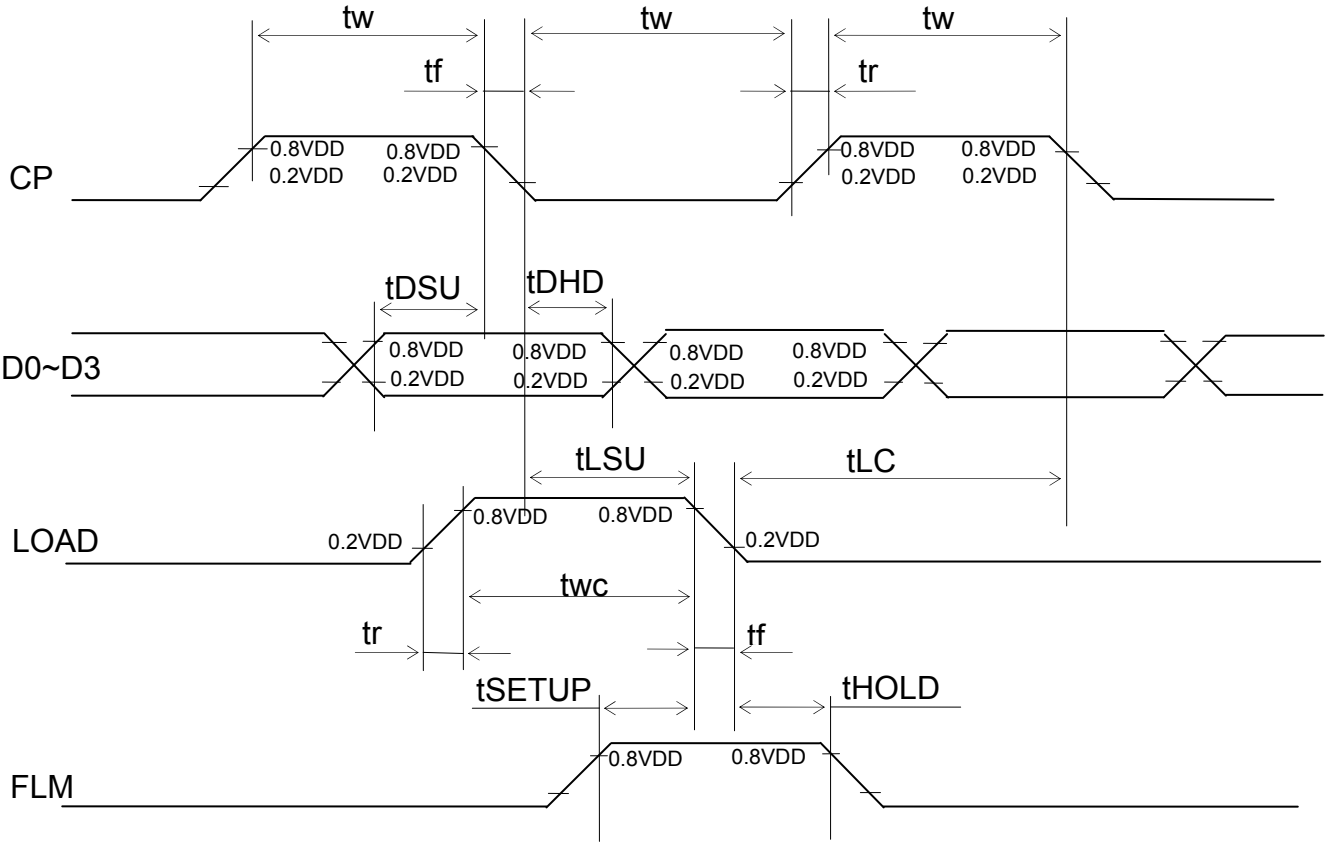 tw tw tw
tf tr
CP
0.8VDD 0.8VDD 0.8VDD 0.8VDD
0.2VDD 0.2VDD 0.2VDD 0.2VDD
tDSU tDHD
D0~D3
0.8VDD 0.8VDD 0.8VDD 0.8VDD
0.2VDD 0.2VDD 0.2VDD 0.2VDD
tLSU tLC
LOAD
0.8VDD 0.8VDD
0.2VDD 0.2VDD
twc
tr tf
tSETUP tHOLD
FLM
0.8VDD 0.8VDD